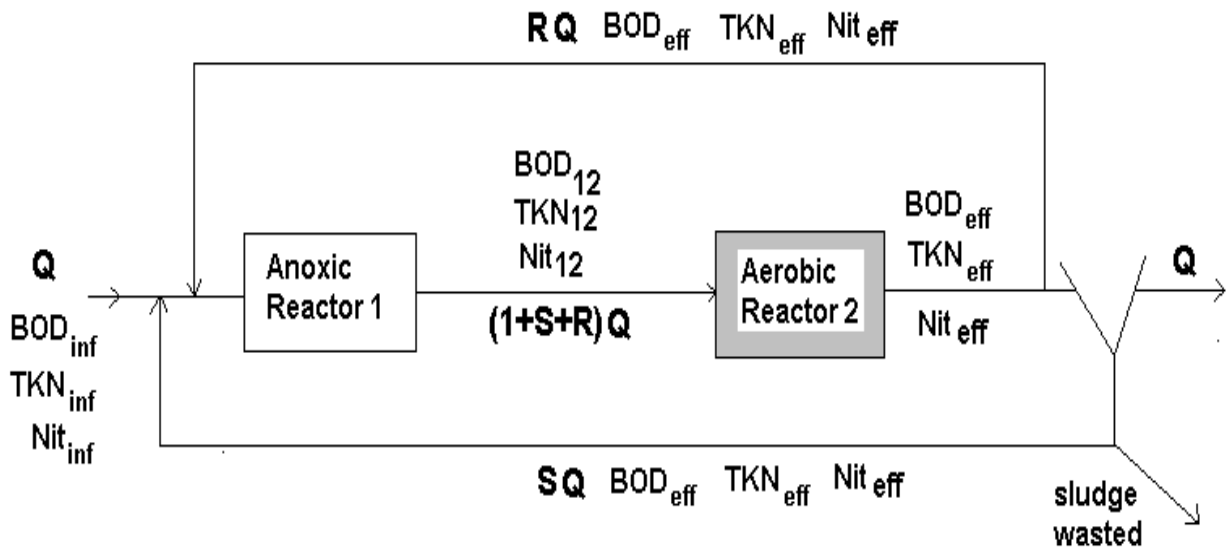 RQ BOD_eff TKN_eff Nit_eff
BOD_12
TKN_12
Nit_12
BOD_eff
TKN_eff
Q
Q
Anoxic
Reactor 1
Aerobic
Reactor 2
(1+S+R)Q
Nit_eff
BOD_inf
TKN_inf
Nit_inf
SQ BOD_eff TKN_eff Nit_eff
sludge
wasted